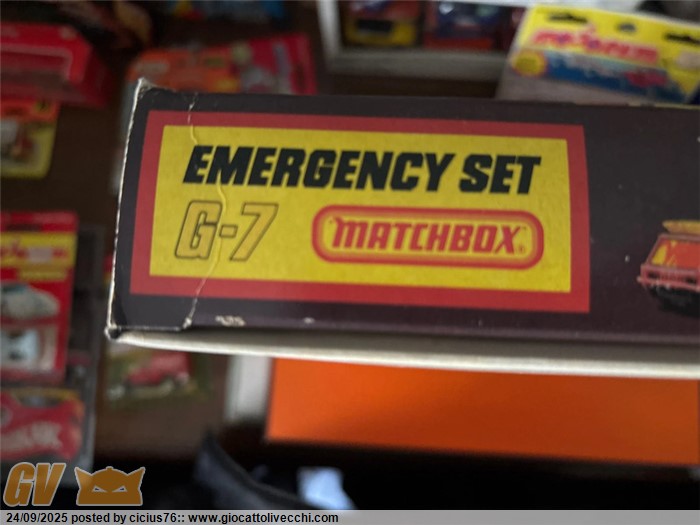 EMERGENCY SET
G-7
MATCHBOX
GV
24/09/2025 posted by cicius76:: www.giocattolivecchi.com